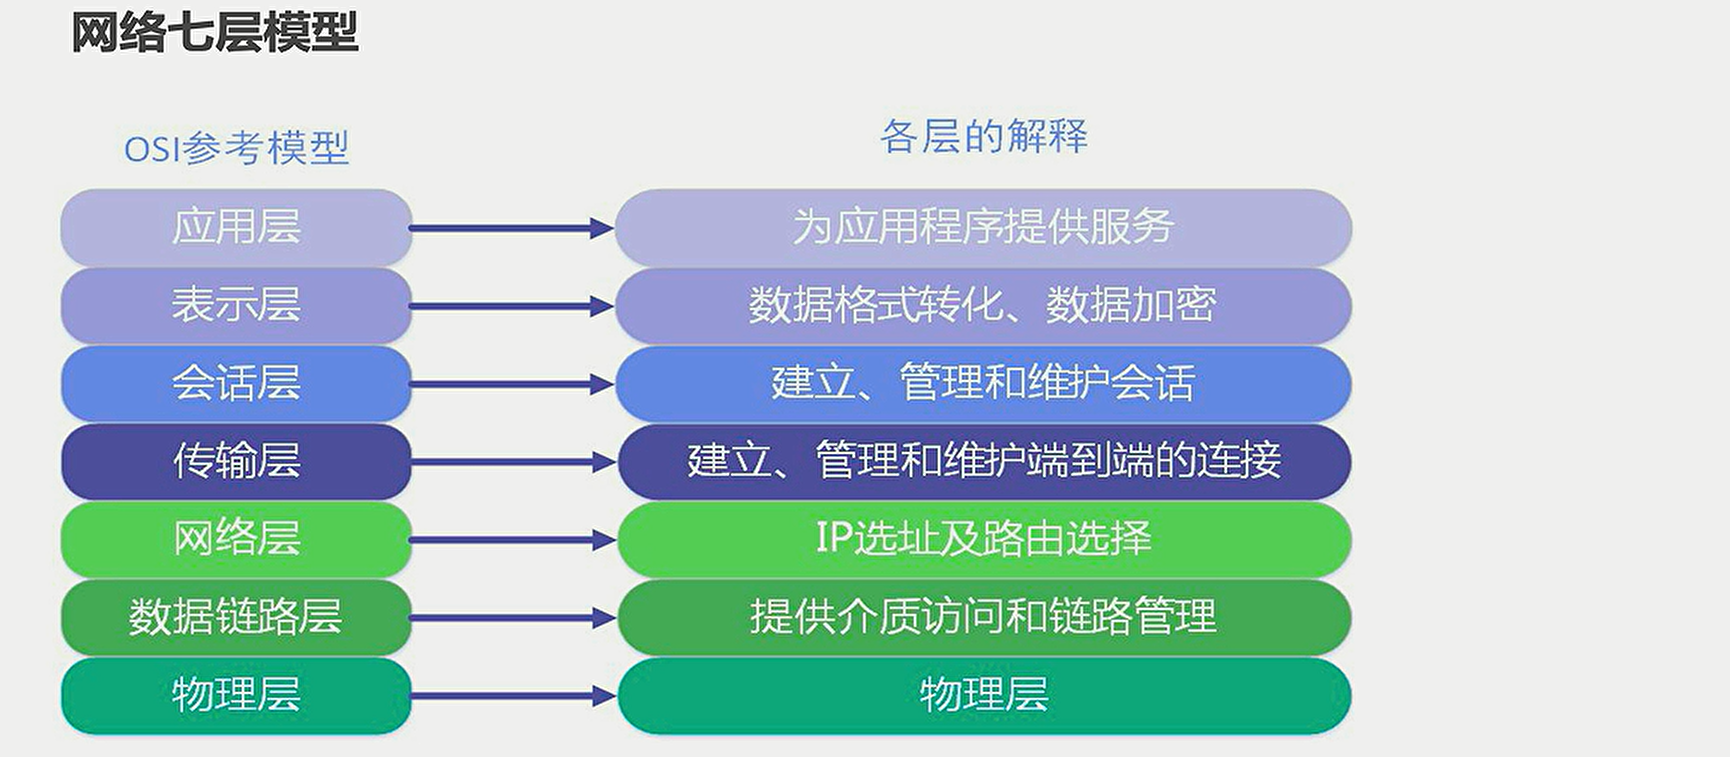 网络七层模型
OSI参考模型
各层的解释
应用层
为应用程序提供服务
表示层
数据格式转化、数据加密
会话层
建立、管理和维护会话
传输层
建立、管理和维护端到端的连接
网络层
IP选址及路由选择
数据链路层
提供介质访问和链路管理
物理层
物理层